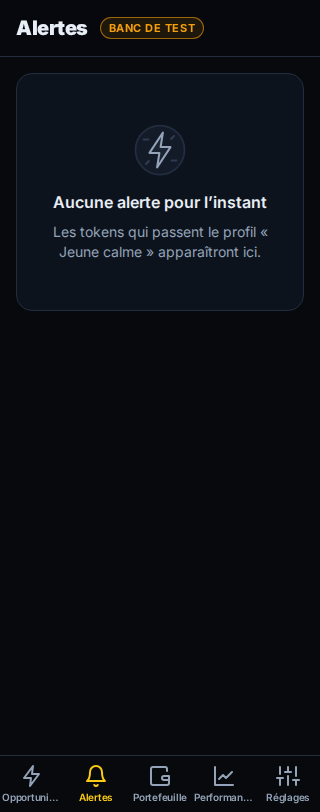 Alertes
BANC DE TEST
Aucune alerte pour l’instant
Les tokens qui passent le profil «
Jeune calme » apparaîtront ici.
Opportuni…
Alertes
Portefeuille
Performan…
Réglages